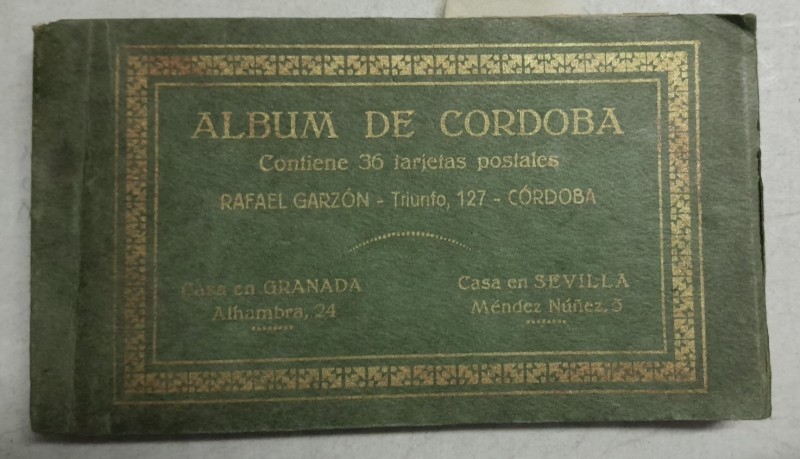 ALBUM DE CORDOBA
Contiene 36 tarjetas postales
RAFAEL GARZÓN - Triunfo, 127 - CÓRDOBA
Casa en GRANADA
Alhambra, 24
Casa en SEVILLA
Méndez Núñez, 3